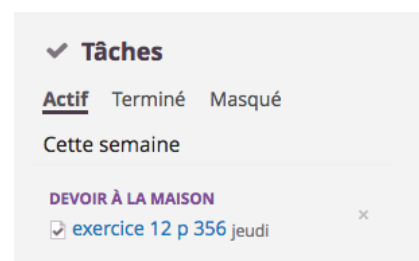 Tâches
Actif Terminé Masqué
Cette semaine
DEVOIR À LA MAISON
exercice 12 p 356 jeudi